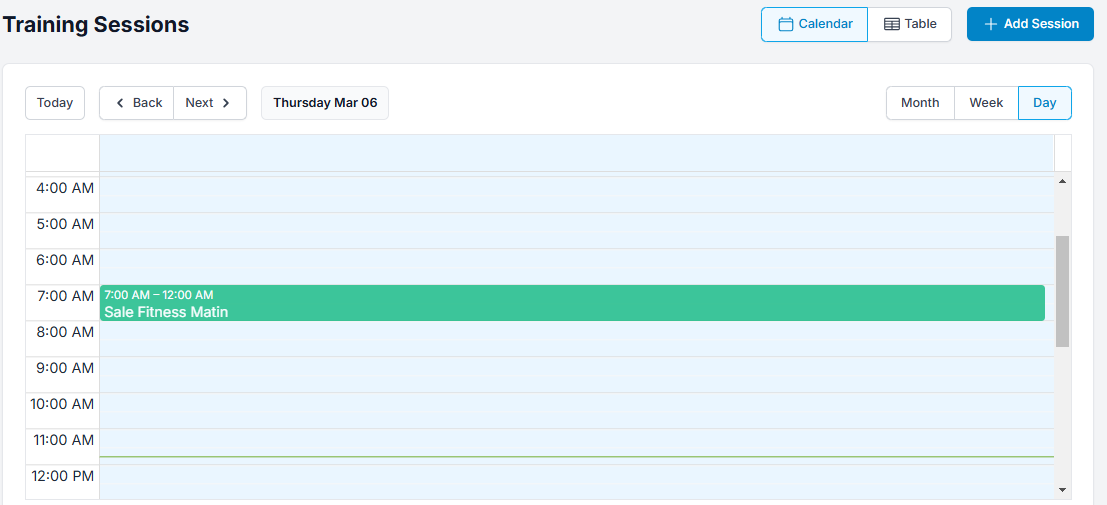 Training Sessions
Calendar
Table
Add Session
Today
Back
Next
Thursday Mar 06
Month
Week
Day
4:00 AM
5:00 AM
6:00 AM
7:00 AM
7:00 AM – 12:00 AM
Sale Fitness Matin
8:00 AM
9:00 AM
10:00 AM
11:00 AM
12:00 PM